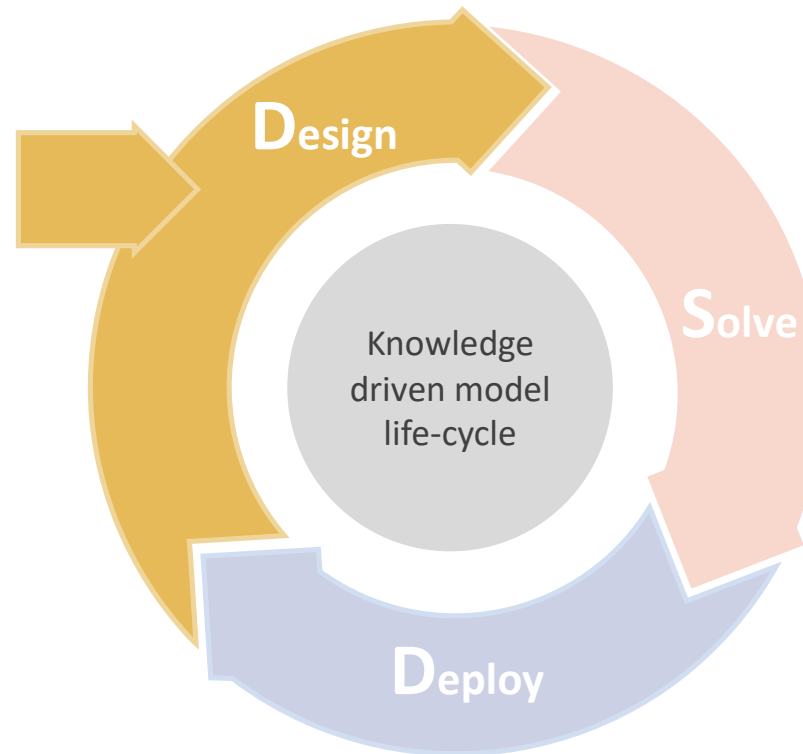 Design
Solve
Knowledge
driven model
life-cycle
Deploy